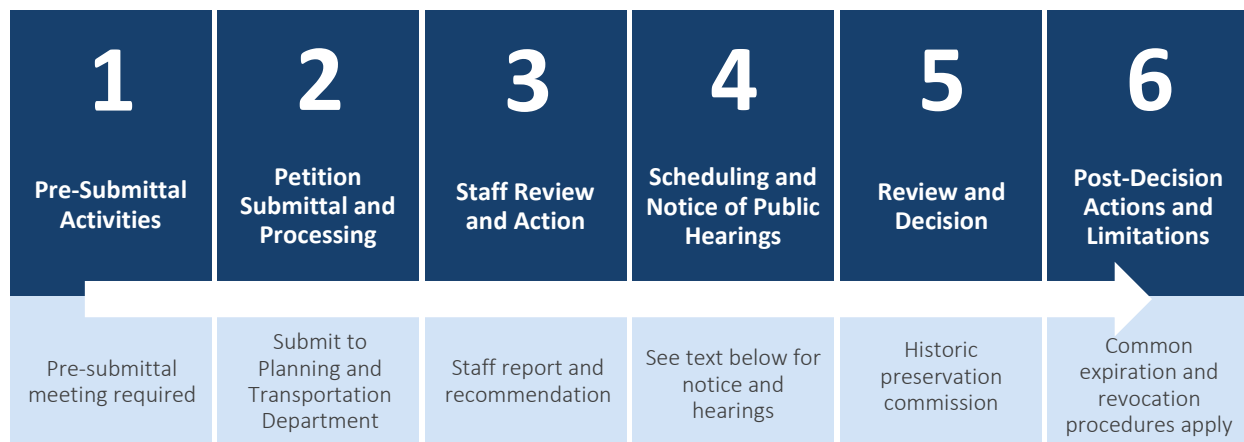 1
Pre-Submittal
Activities
Pre-submittal
meeting required
2
Petition
Submittal and
Processing
Submit to
Planning and
Transportation
Department
3
Staff Review
and Action
Staff report and
recommendation
4
Scheduling and
Notice of Public
Hearings
See text below for
notice and
hearings
5
Review and
Decision
Historic
preservation
commission
6
Post-Decision
Actions and
Limitations
Common
expiration and
revocation
procedures apply